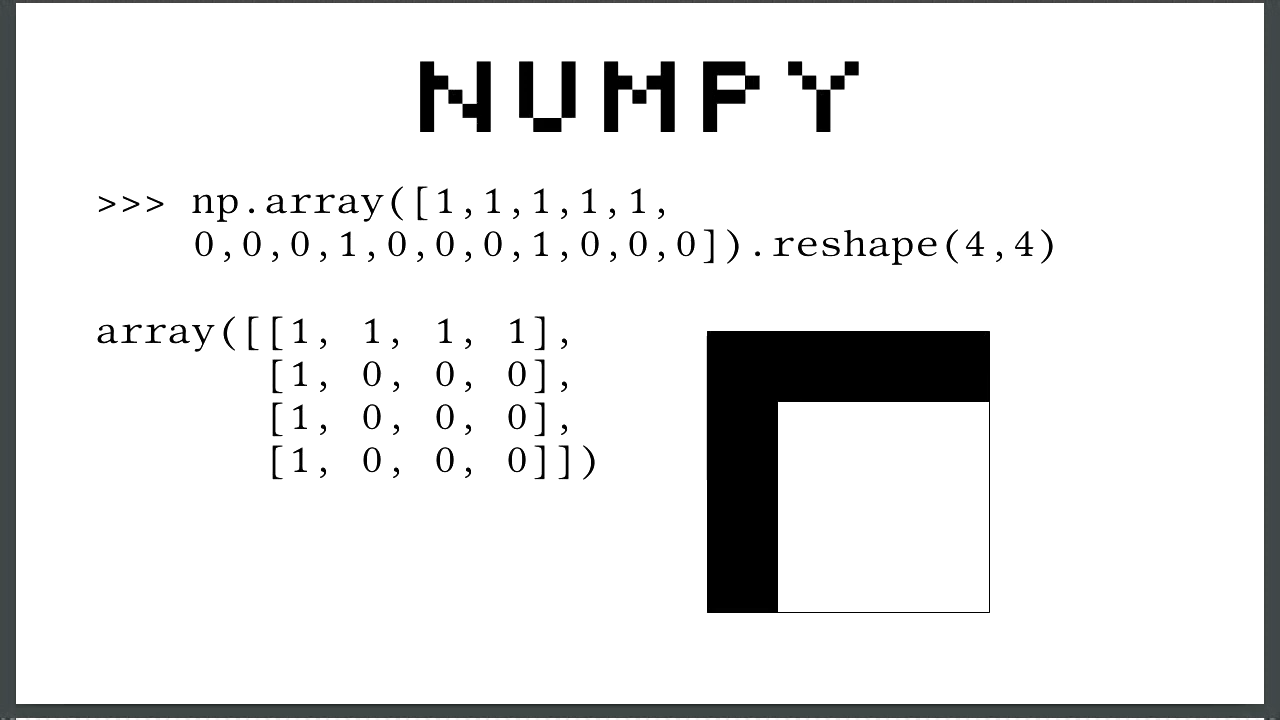 NUMPY
>>> np.array([1,1,1,1,1,
0,0,0,1,0,0,0,1,0,0,0]).reshape(4,4)
array([[1, 1, 1, 1],
[1, 0, 0, 0],
[1, 0, 0, 0],
[1, 0, 0, 0]])